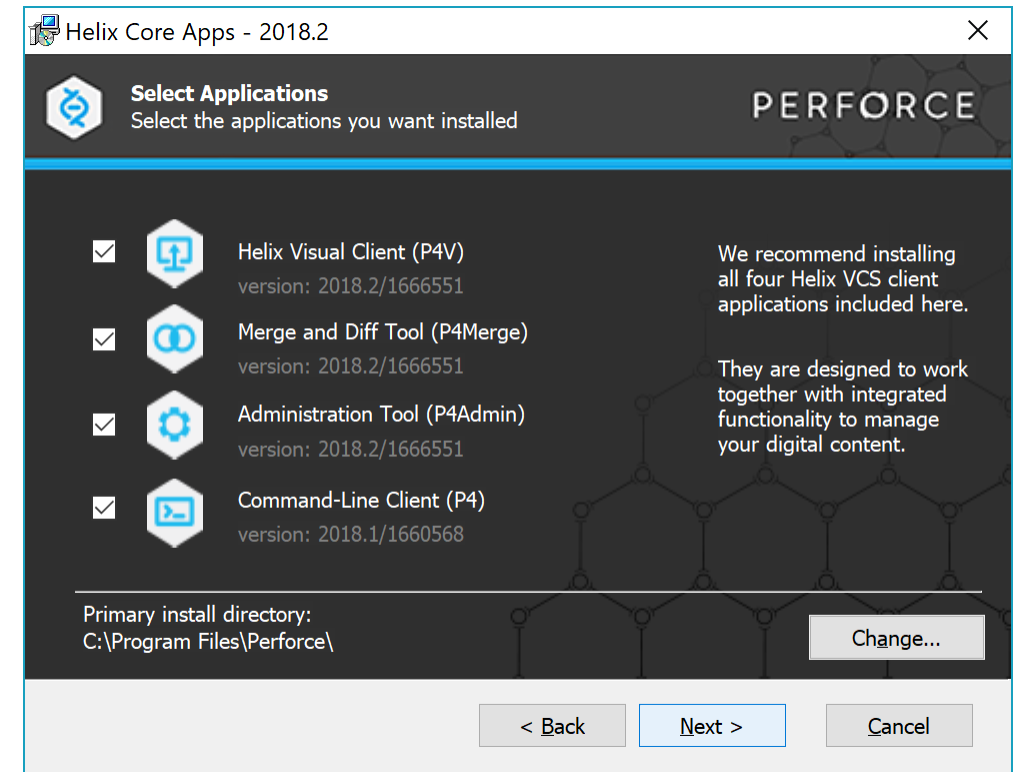 Helix Core Apps - 2018.2
Select Applications
Select the applications you want installed
PERFORCE
Helix Visual Client (P4V)
version: 2018.2/1666551
Merge and Diff Tool (P4Merge)
version: 2018.2/1666551
Administration Tool (P4Admin)
version: 2018.2/1666551
Command-Line Client (P4)
version: 2018.1/1660568
We recommend installing
all four Helix VCS client
applications included here.
They are designed to work
together with integrated
functionality to manage
your digital content.
Primary install directory:
C:\Program Files\Perforce\
Change...
< Back
Next >
Cancel